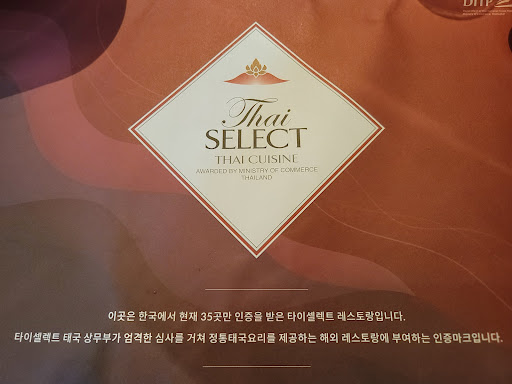 DITP
Thai
SELECT
THAI CUISINE
AWARDED BY MINISTRY OF COMMERCE
THAILAND
이곳은 한국에서 현재 35곳만 인증을 받은 타이셀렉트 레스토랑입니다.
타이셀렉트 태국 상무부가 엄격한 심사를 거쳐 정통태국요리를 제공하는 해외 레스토랑에 부여하는 인증마크입니다.